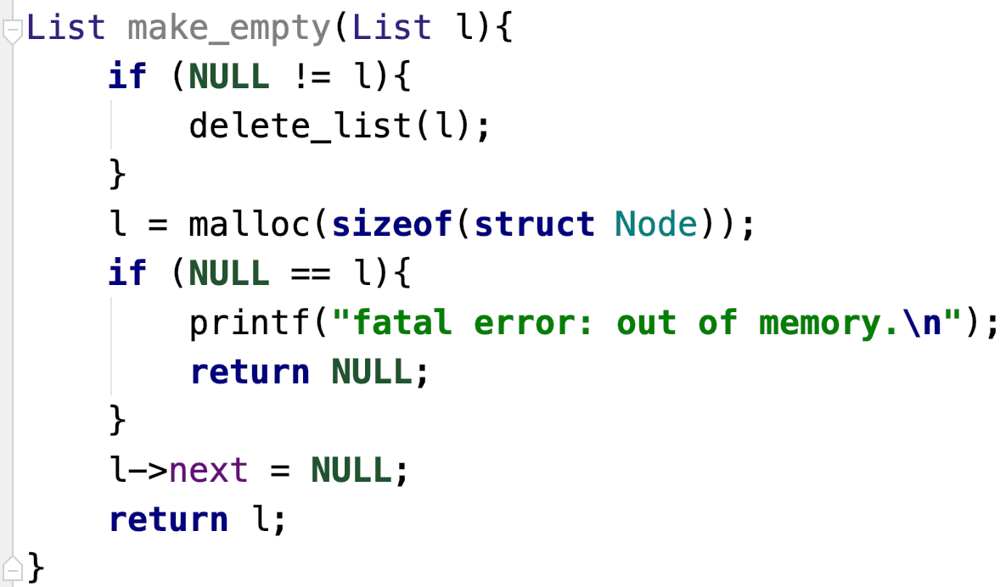 List make_empty(List l){
    if (NULL != l){
        delete_list(l);
    }
    l = malloc(sizeof(struct Node));
    if (NULL == l){
        printf("fatal error: out of memory.\n");
        return NULL;
    }
    l->next = NULL;
    return l;
}